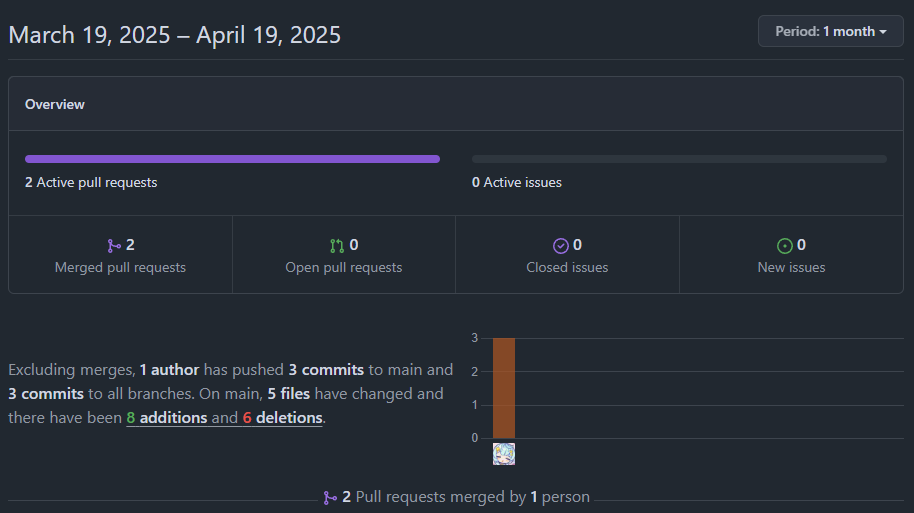 March 19, 2025 – April 19, 2025
Period: 1 month
Overview
2 Active pull requests
0 Active issues
2
Merged pull requests
0
Open pull requests
0
Closed issues
0
New issues
Excluding merges, 1 author has pushed 3 commits to main and
3 commits to all branches. On main, 5 files have changed and
there have been 8 additions and 6 deletions.
3
2
1
0
2 Pull requests merged by 1 person